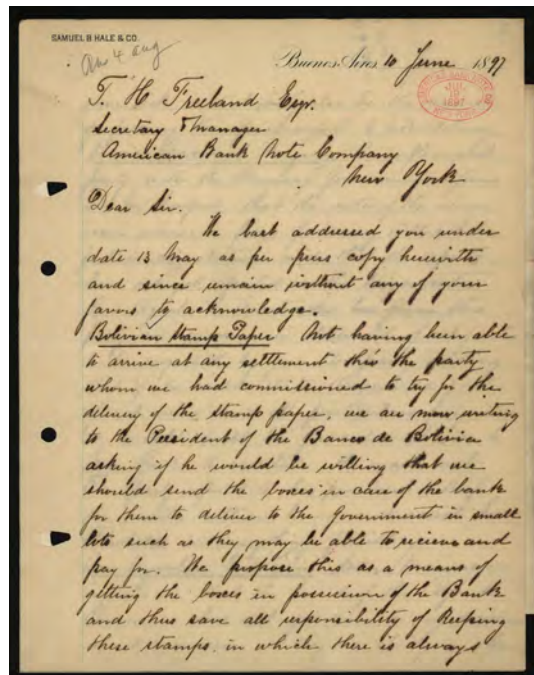 SAMUEL B HALE & CO.
Ans 4 Aug
Buenos Aires 10 June 1897
T. H Freeland Esqr.
Secretary & Manager
American Bank Note Company
New York
Dear Sir.
We last addressed you under
date 13 May as per press copy herewith
and since remain without any of your
favors to acknowledge.
Bolivian Stamp Paper Not having been able
to arrive at any settlement thro the party
whom we had commissioned to try for the
delivery of the stamp paper, we are now writing
to the President of the Banco de Bolivia
asking if he would be willing that we
should send the boxes in care of the bank
for them to deliver to the Government in small
lots such as they may be able to recieve and
pay for. We propose this as a means of
getting the boxes in possession of the Bank
and thus save all responsibility of keeping
these stamps, in which there is always